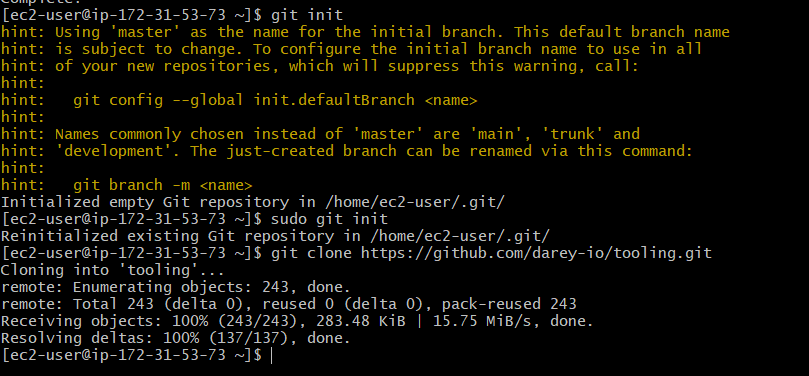 Complete:
[ec2-user@ip-172-31-53-73 ~]$ git init
hint: Using 'master' as the name for the initial branch. This default branch name
hint: is subject to change. To configure the initial branch name to use in all
hint: of your new repositories, which will suppress this warning, call:
hint:
hint:   git config --global init.defaultBranch <name>
hint:
hint: Names commonly chosen instead of 'master' are 'main', 'trunk' and
hint: 'development'. The just-created branch can be renamed via this command:
hint:
hint:   git branch -m <name>
Initialized empty Git repository in /home/ec2-user/.git/
[ec2-user@ip-172-31-53-73 ~]$ sudo git init
Reinitialized existing Git repository in /home/ec2-user/.git/
[ec2-user@ip-172-31-53-73 ~]$ git clone https://github.com/darey-io/tooling.git
Cloning into 'tooling'...
remote: Enumerating objects: 243, done.
remote: Total 243 (delta 0), reused 0 (delta 0), pack-reused 243
Receiving objects: 100% (243/243), 283.48 KiB | 15.75 MiB/s, done.
Resolving deltas: 100% (137/137), done.
[ec2-user@ip-172-31-53-73 ~]$